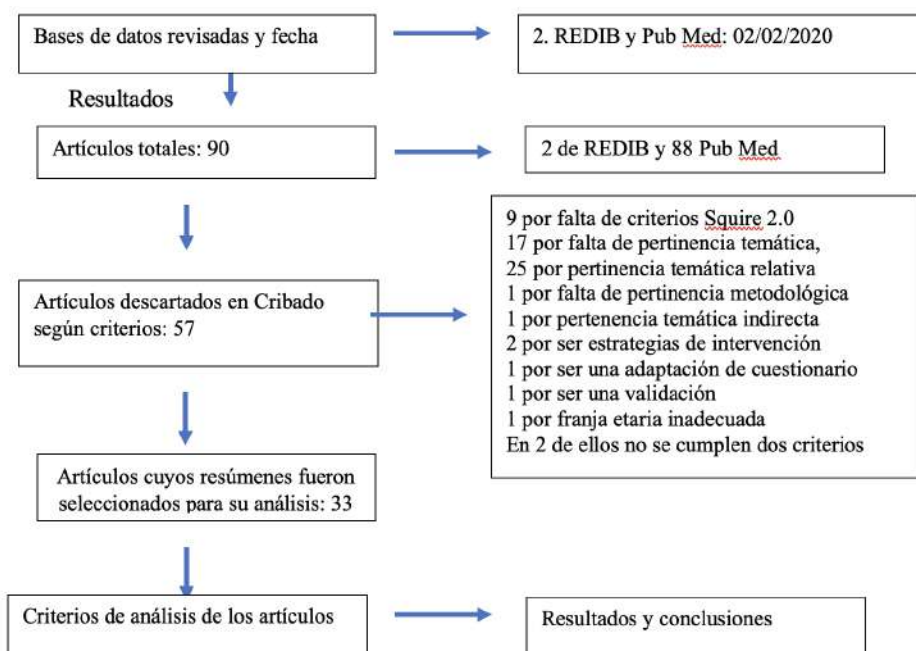 Bases de datos revisadas y fecha
2. REDIB y Pub Med: 02/02/2020
Resultados
Artículos totales: 90
2 de REDIB y 88 Pub Med
Artículos descartados en Cribado
según criterios: 57
9 por falta de criterios Squire 2.0
17 por falta de pertinencia temática,
25 por pertinencia temática relativa
1 por falta de pertinencia metodológica
1 por pertenencia temática indirecta
2 por ser estrategias de intervención
1 por ser una adaptación de cuestionario
1 por ser una validación
1 por franja etaria inadecuada
En 2 de ellos no se cumplen dos criterios
Artículos cuyos resúmenes fueron
seleccionados para su análisis: 33
Criterios de análisis de los artículos
Resultados y conclusiones